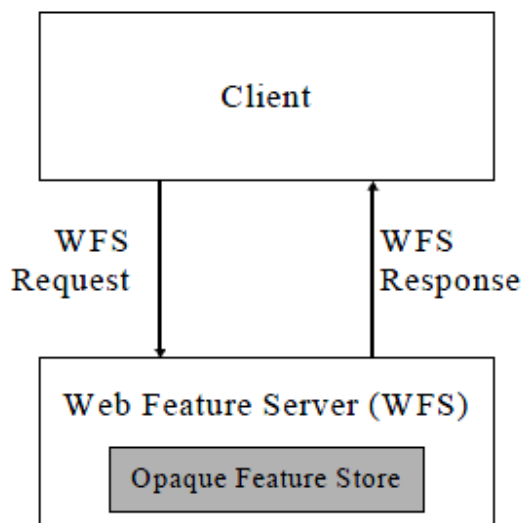 Client
WFS
Request
WFS
Response
Web Feature Server (WFS)
Opaque Feature Store